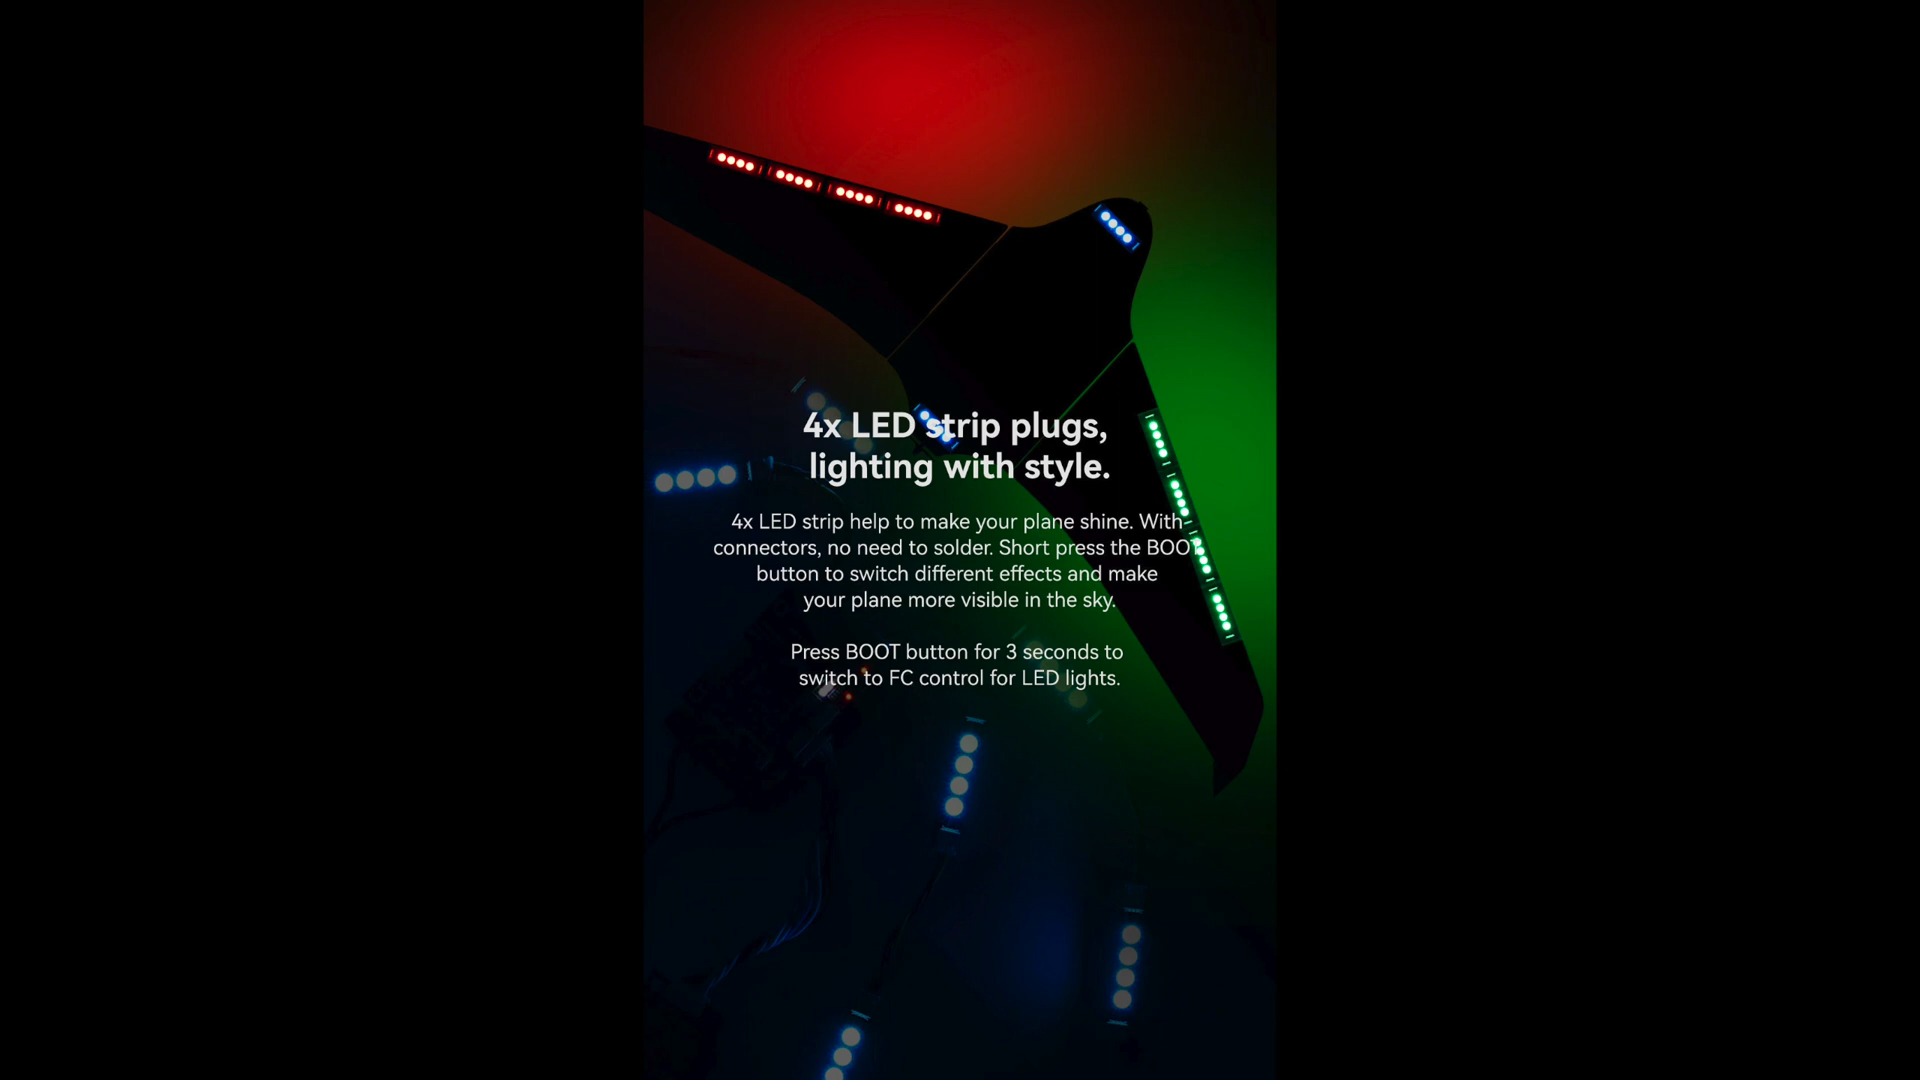 4x LED strip plugs,
lighting with style.
4x LED strip help to make your plane shine. With
connectors, no need to solder. Short press the BOOT
button to switch different effects and make
your plane more visible in the sky.
Press BOOT button for 3 seconds to
switch to FC control for LED lights.